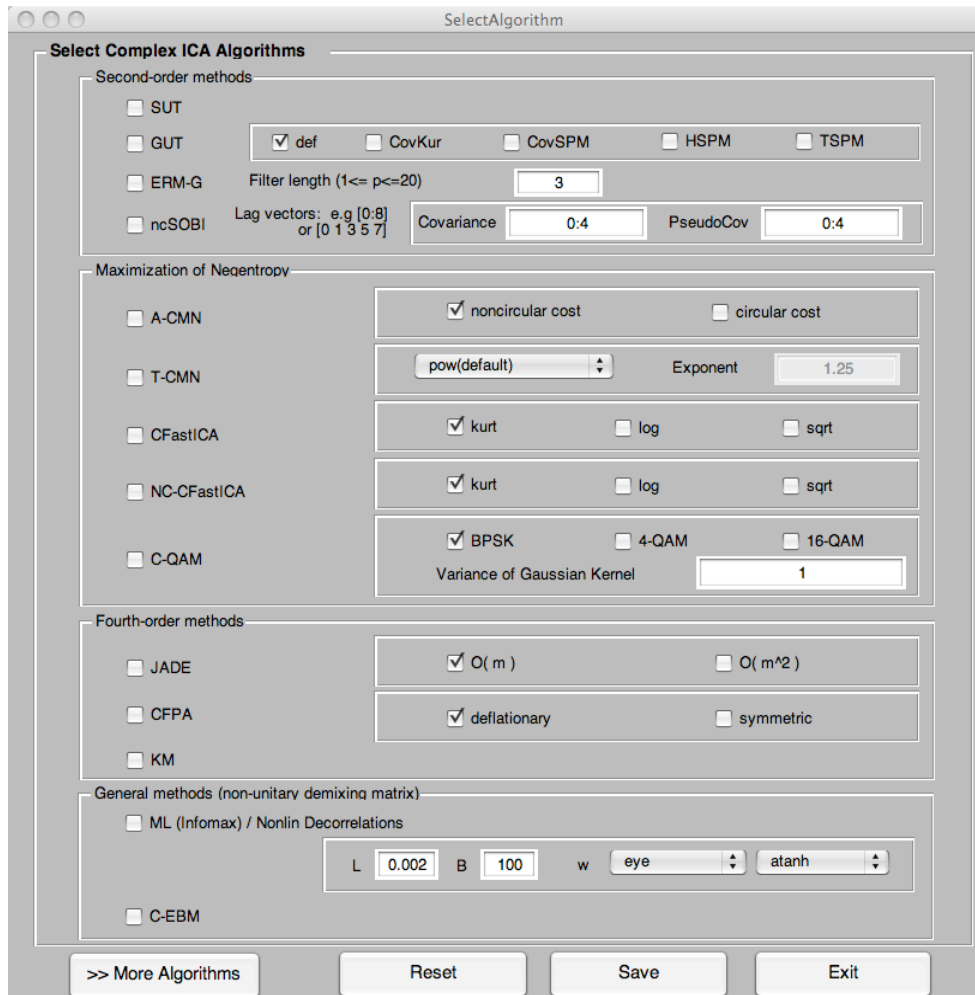 SelectAlgorithm
Select Complex ICA Algorithms
Second-order methods
SUT
GUT def CovKur CovSPM HSPM TSPM
ERM-G Filter length (1<= p<=20) 3
ncSOBI Lag vectors: e.g [0:8]
or [0 1 3 5 7] Covariance 0:4 PseudoCov 0:4
Maximization of Negentropy
A-CMN noncircular cost circular cost
T-CMN pow(default) Exponent 1.25
CFastICA kurt log sqrt
NC-CFastICA kurt log sqrt
C-QAM BPSK 4-QAM 16-QAM
Variance of Gaussian Kernel 1
Fourth-order methods
JADE O( m ) O( m^2 )
CFPA deflationary symmetric
KM
General methods (non-unitary demixing matrix)
ML (Infomax) / Nonlin Decorrelations
L 0.002 B 100 w eye atanh
C-EBM
>> More Algorithms Reset Save Exit